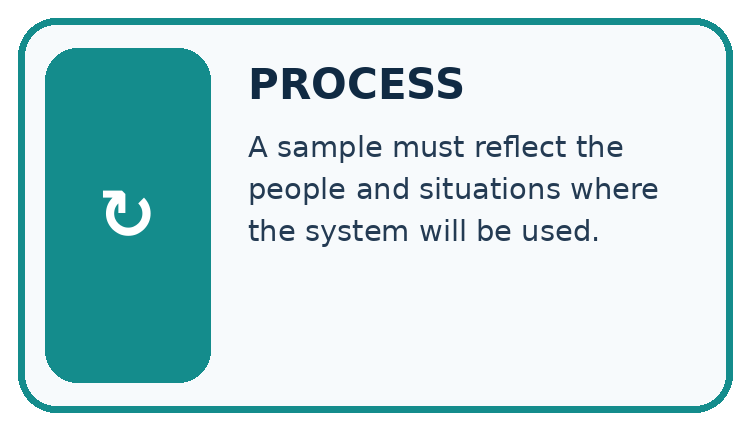 PROCESS
A sample must reflect the
people and situations where
the system will be used.